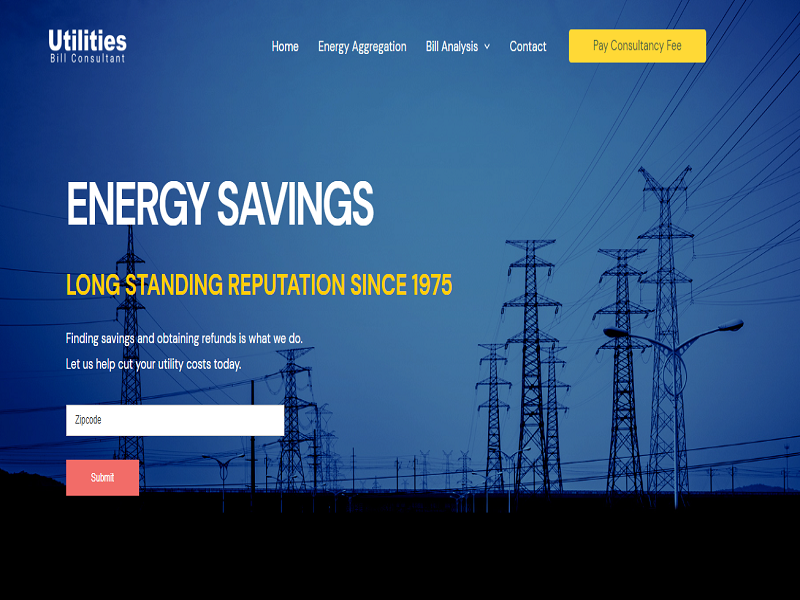 Utilities
Bill Consultant
Home Energy Aggregation Bill Analysis Contact Pay Consultancy Fee
ENERGY SAVINGS
LONG STANDING REPUTATION SINCE 1975
Finding savings and obtaining refunds is what we do.
Let us help cut your utility costs today.
Zipcode
Submit